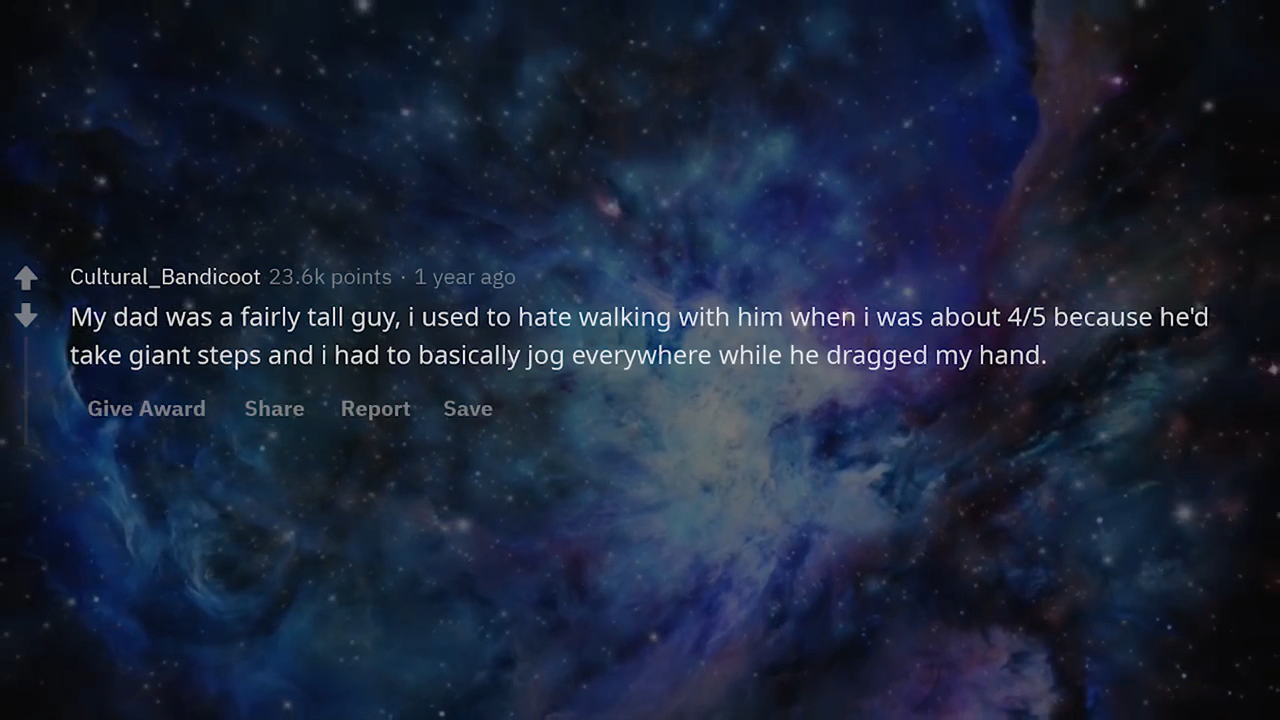 Cultural_Bandicoot 23.6k points · 1 year ago
My dad was a fairly tall guy, i used to hate walking with him when i was about 4/5 because he'd
take giant steps and i had to basically jog everywhere while he dragged my hand.
Give Award Share Report Save